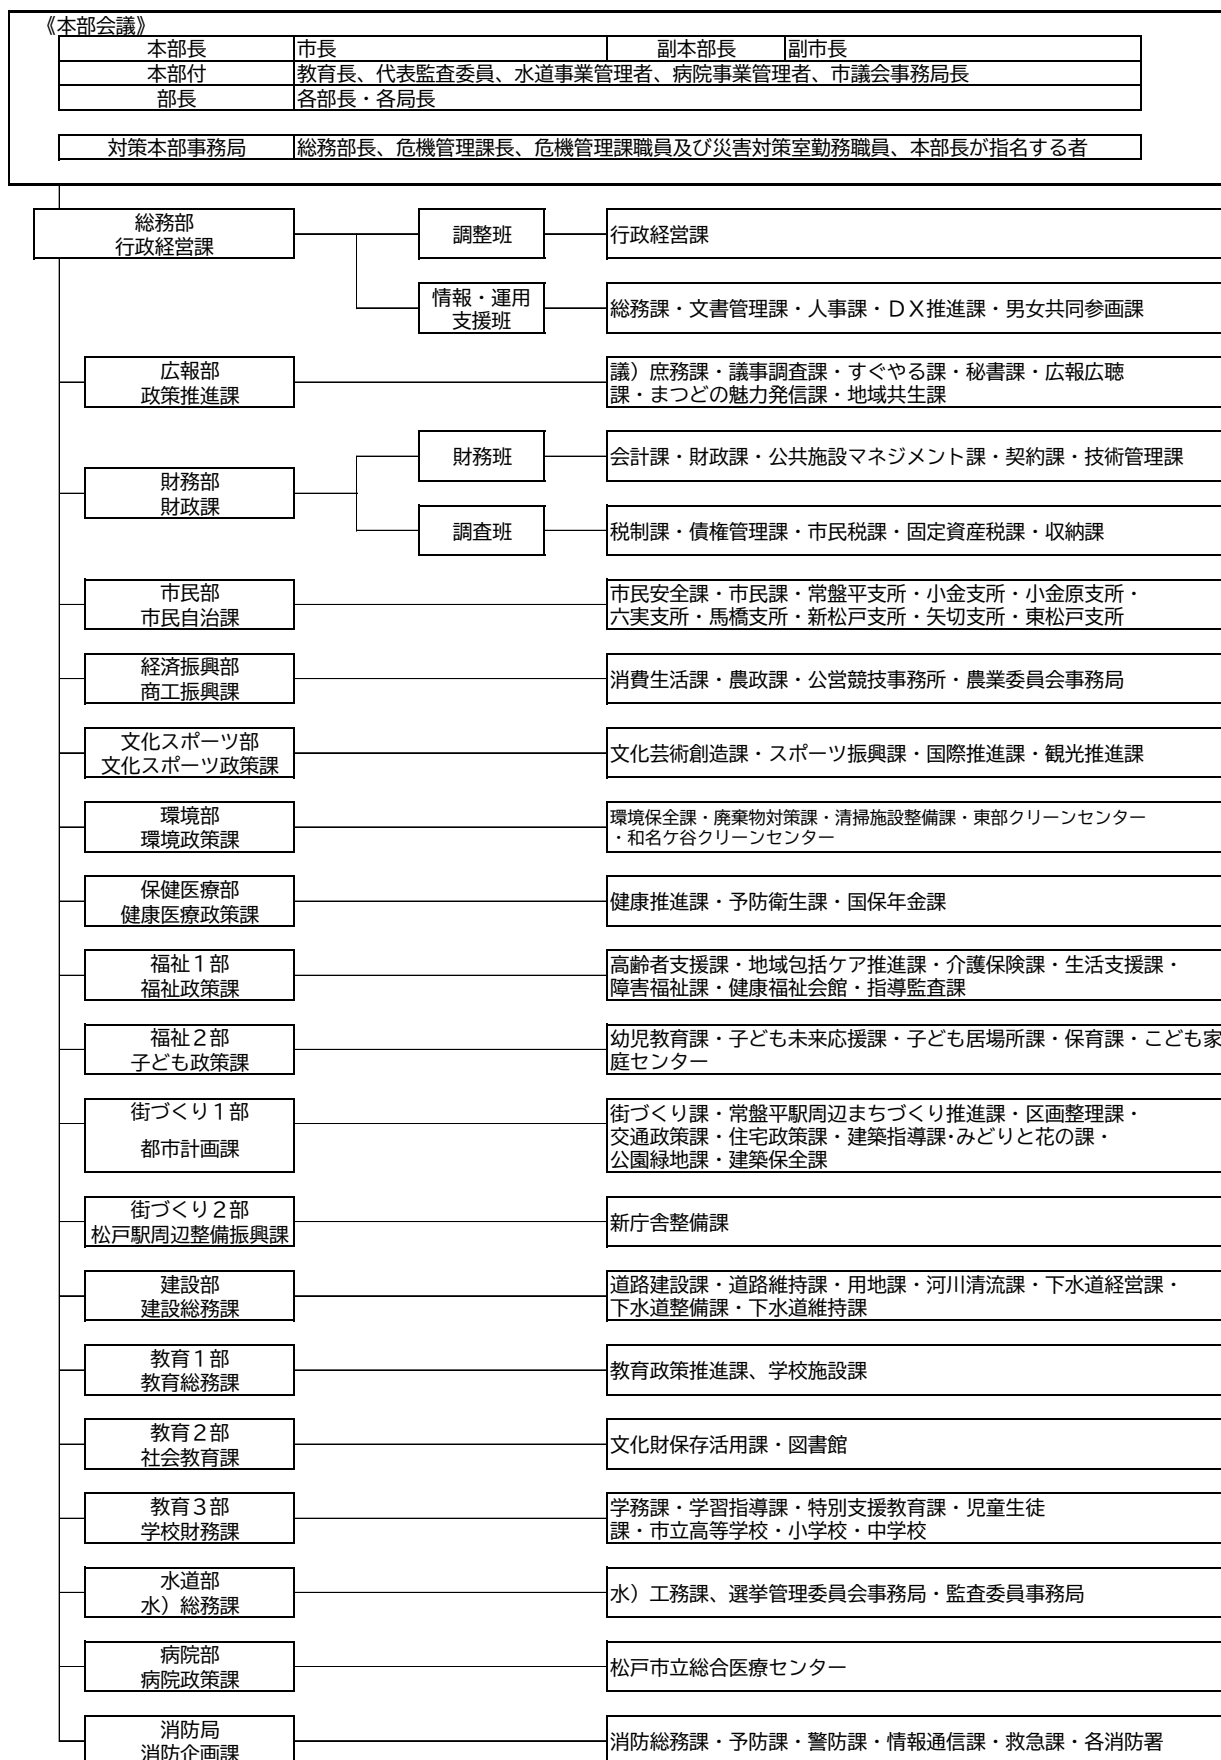 《本部会議》
本部長 市長 副本部長 副市長
本部付 教育長、代表監査委員、水道事業管理者、病院事業管理者、市議会事務局長
部長 各部長・各局長
対策本部事務局 総務部長、危機管理課長、危機管理課職員及び災害対策室勤務職員、本部長が指名する者
総務部
行政経営課
調整班
行政経営課
情報・運用
支援班
総務課・文書管理課・人事課・ＤＸ推進課・男女共同参画課
広報部
政策推進課
議）庶務課・議事調査課・すぐやる課・秘書課・広報広聴
課・まつどの魅力発信課・地域共生課
財務部
財政課
財務班
会計課・財政課・公共施設マネジメント課・契約課・技術管理課
調査班
税制課・債権管理課・市民税課・固定資産税課・収納課
市民部
市民自治課
市民安全課・市民課・常盤平支所・小金支所・小金原支所・
六実支所・馬橋支所・新松戸支所・矢切支所・東松戸支所
経済振興部
商工振興課
消費生活課・農政課・公営競技事務所・農業委員会事務局
文化スポーツ部
文化スポーツ政策課
文化芸術創造課・スポーツ振興課・国際推進課・観光推進課
環境部
環境政策課
環境保全課・廃棄物対策課・清掃施設整備課・東部クリーンセンター
・和名ケ谷クリーンセンター
保健医療部
健康医療政策課
健康推進課・予防衛生課・国保年金課
福祉１部
福祉政策課
高齢者支援課・地域包括ケア推進課・介護保険課・生活支援課・
障害福祉課・健康福祉会館・指導監査課
福祉２部
子ども政策課
幼児教育課・子ども未来応援課・子ども居場所課・保育課・こども家
庭センター
街づくり１部
都市計画課
街づくり課・常盤平駅周辺まちづくり推進課・区画整理課・
交通政策課・住宅政策課・建築指導課･みどりと花の課・
公園緑地課・建築保全課
街づくり２部
松戸駅周辺整備振興課
新庁舎整備課
建設部
建設総務課
道路建設課・道路維持課・用地課・河川清流課・下水道経営課・
下水道整備課・下水道維持課
教育１部
教育総務課
教育政策推進課、学校施設課
教育２部
社会教育課
文化財保存活用課・図書館
教育３部
学校財務課
学務課・学習指導課・特別支援教育課・児童生徒
課・市立高等学校・小学校・中学校
水道部
水）総務課
水）工務課、選挙管理委員会事務局・監査委員事務局
病院部
病院政策課
松戸市立総合医療センター
消防局
消防企画課
消防総務課・予防課・警防課・情報通信課・救急課・各消防署